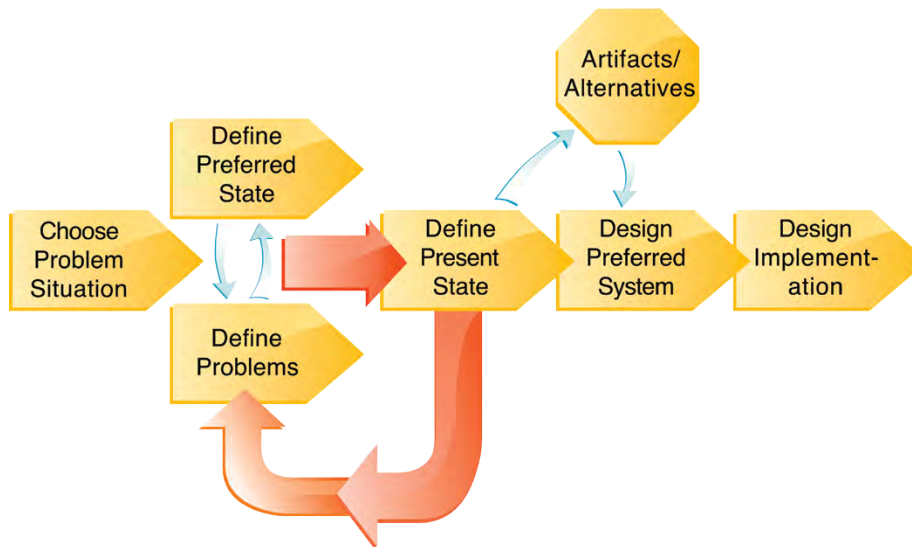 Artifacts/
Alternatives
Define
Preferred
State
Choose
Problem
Situation
Define
Present
State
Design
Preferred
System
Design
Implement-
ation
Define
Problems